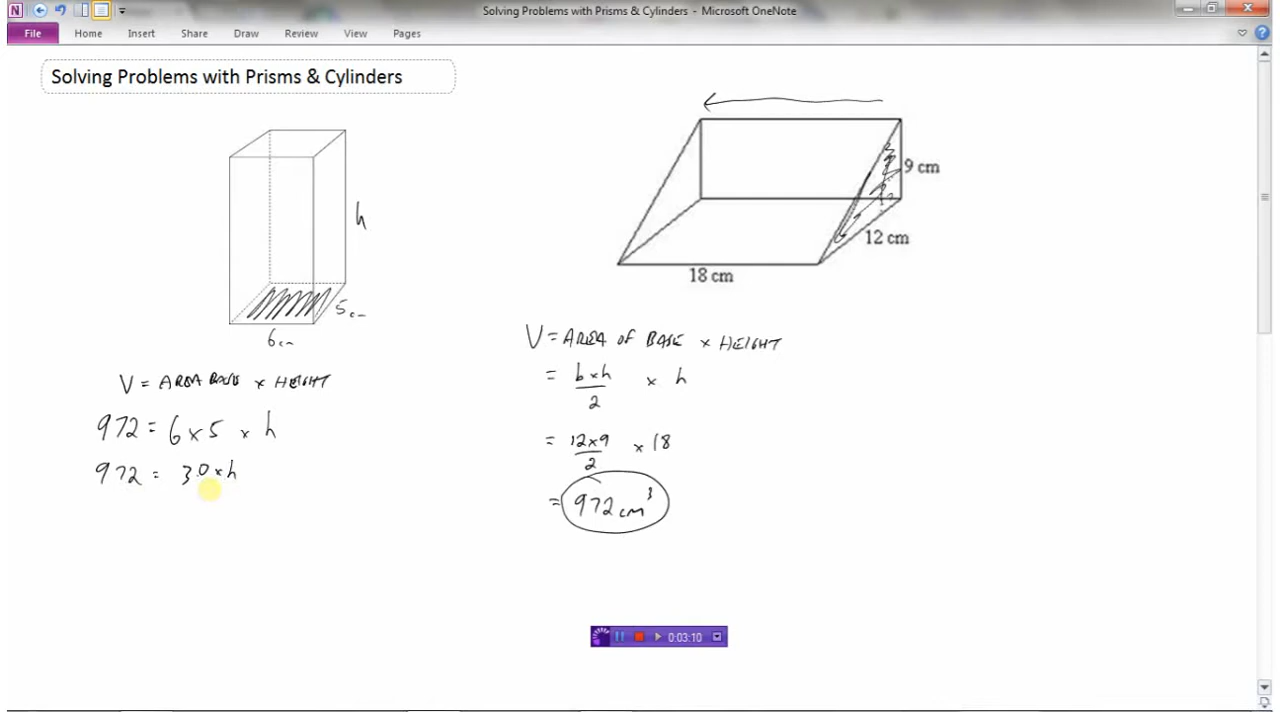 Solving Problems with Prisms & Cylinders - Microsoft OneNote
File Home Insert Share Draw Review View Pages
Solving Problems with Prisms & Cylinders
h
5cm
6cm
V = AREA BASE × HEIGHT
972 = 6 × 5 × h
972 = 30 × h
9 cm
12 cm
18 cm
V = AREA OF BASE × HEIGHT
= b×h/2 × h
= 12×9/2 × 18
= 972 cm³
0:03:10